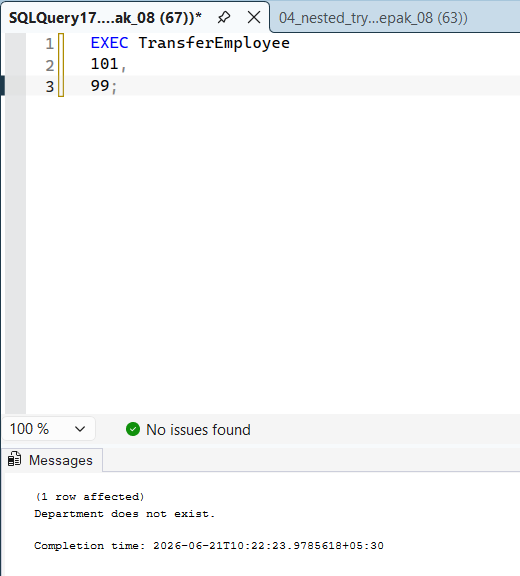 SQLQuery17....ak_08 (67))*
04_nested_try...epak_08 (63))
1 EXEC TransferEmployee
2 101,
3 99;
100 %
No issues found
Messages
(1 row affected)
Department does not exist.
Completion time: 2026-06-21T10:22:23.9785618+05:30